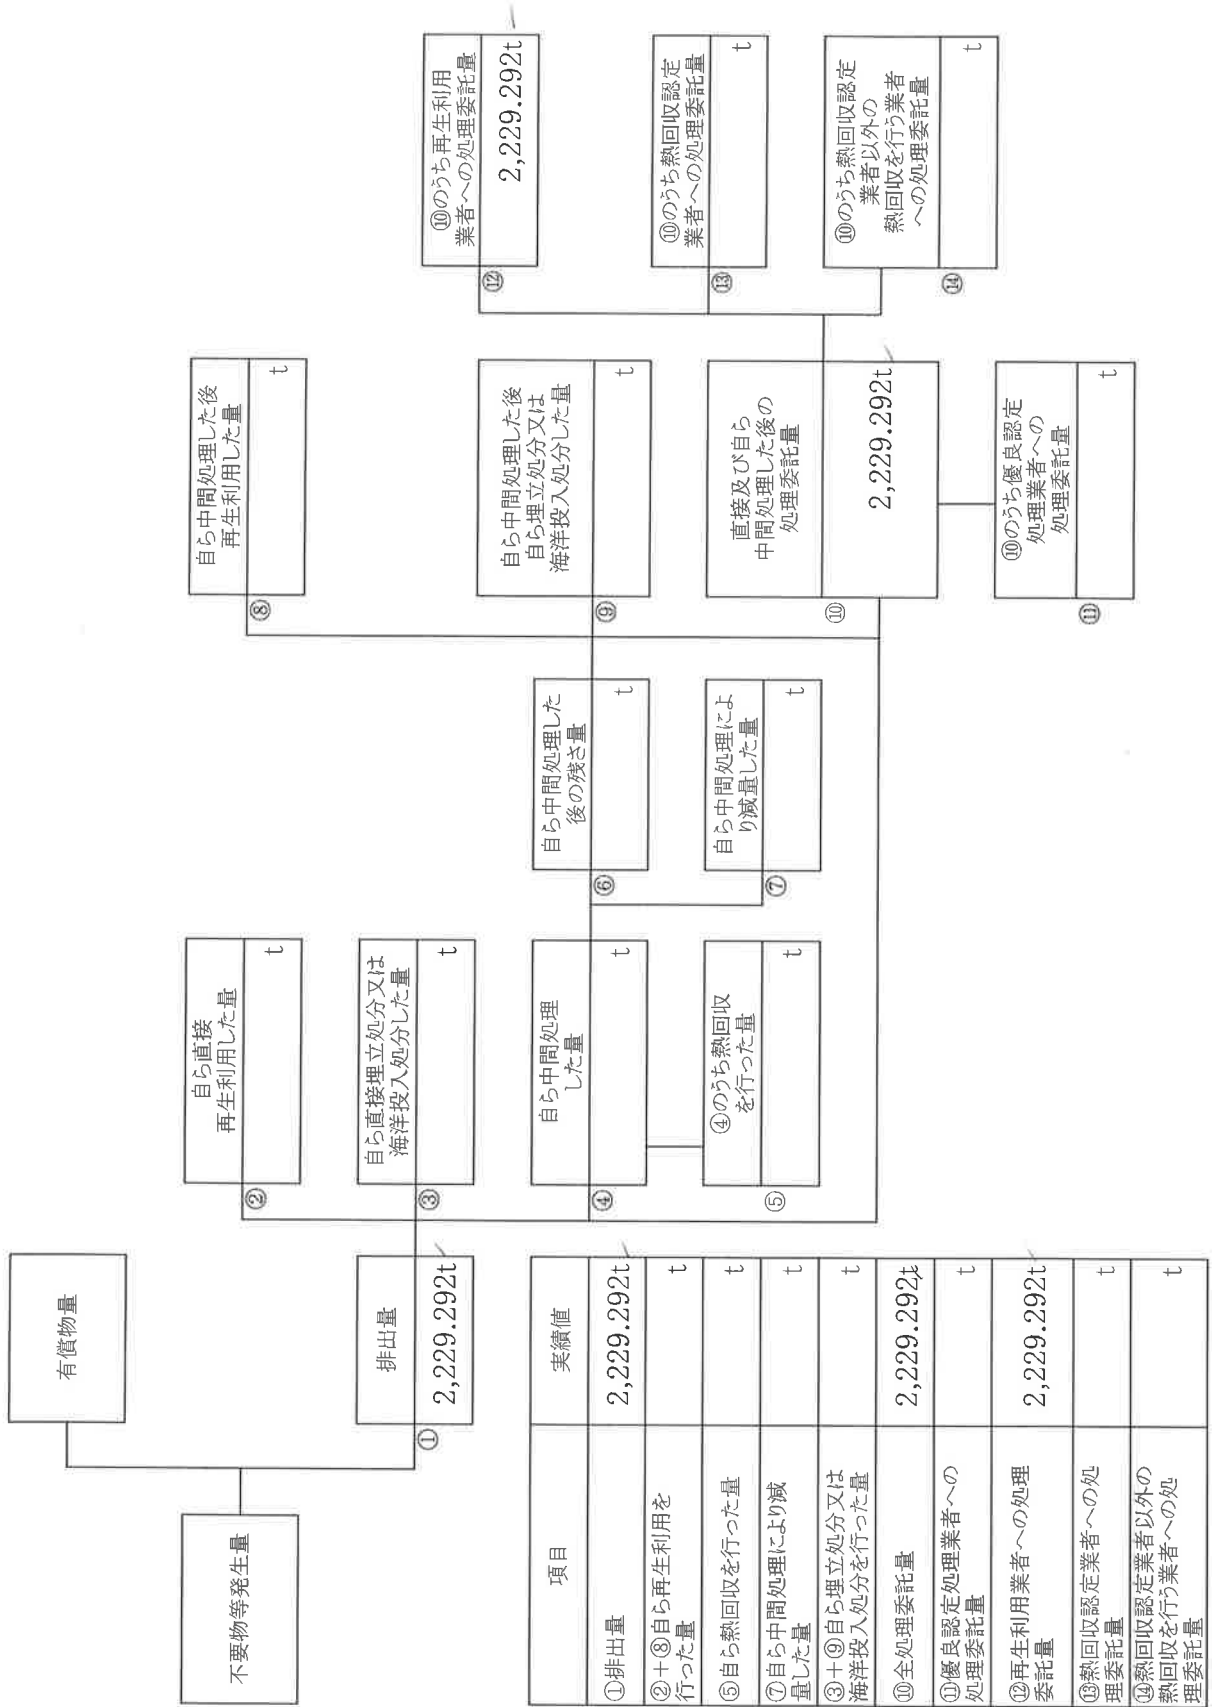 不要物等発生量
有償物量
①
排出量
2,229.292t
②
自ら直接
再生利用した量
t
③
自ら直接埋立処分又は
海洋投入処分した量
t
④
自ら中間処理
した量
t
⑤
④のうち熱回収
を行った量
t
⑥
自ら中間処理した
後の残さ量
t
⑦
自ら中間処理によ
り減量した量
t
⑧
自ら中間処理した後
再生利用した量
t
⑨
自ら中間処理した後
自ら埋立処分又は
海洋投入処分した量
t
⑩
直接及び自ら
中間処理した後の
処理委託量
2,229.292t
⑪
⑩のうち優良認定
処理業者への
処理委託量
t
⑫
⑩のうち再生利用
業者への処理委託量
2,229.292t
⑬
⑩のうち熱回収認定
業者への処理委託量
t
⑭
⑩のうち熱回収認定
業者以外の
熱回収を行う業者
への処理委託量
t
項目 実績値
①排出量 2,229.292t
②+⑧自ら再生利用を
行った量 t
⑤自ら熱回収を行った量 t
⑦自ら中間処理により減
量した量 t
③+⑨自ら埋立処分又は
海洋投入処分を行った量 t
⑩全処理委託量 2,229.292t
⑪優良認定処理業者への
処理委託量 t
⑫再生利用業者への処理
委託量 2,229.292t
⑬熱回収認定業者への処
理委託量 t
⑭熱回収認定業者以外の
熱回収を行う業者への処
理委託量 t